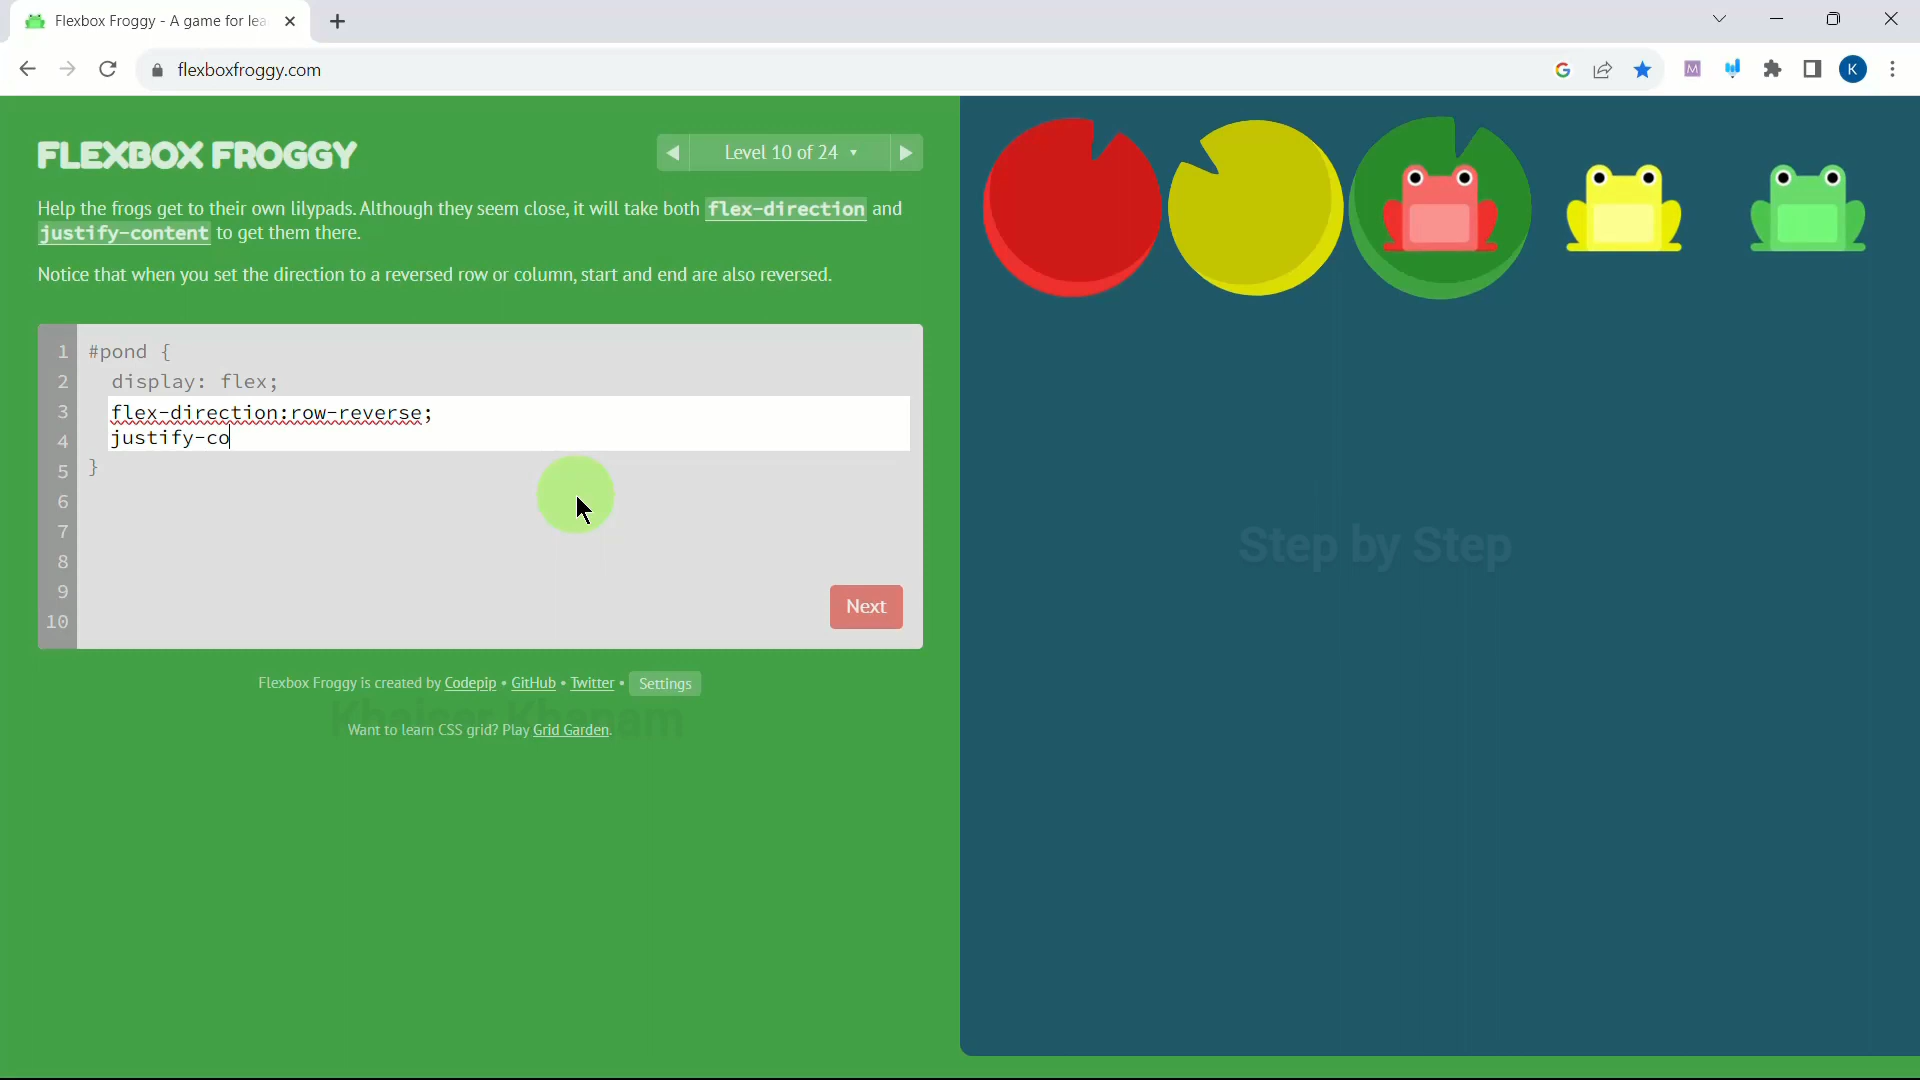 Flexbox Froggy - A game for lea
flexboxfroggy.com
M
K
FLEXBOX FROGGY
Level 10 of 24
Help the frogs get to their own lilypads. Although they seem close, it will take both flex-direction and
justify-content to get them there.
Notice that when you set the direction to a reversed row or column, start and end are also reversed.
1 #pond {
2 display: flex;
3 flex-direction:row-reverse;
4 justify-co
5 }
6
7
8
9
10
Next
Step by Step
Flexbox Froggy is created by Codepip • GitHub • Twitter • Settings
Want to learn CSS grid? Play Grid Garden.